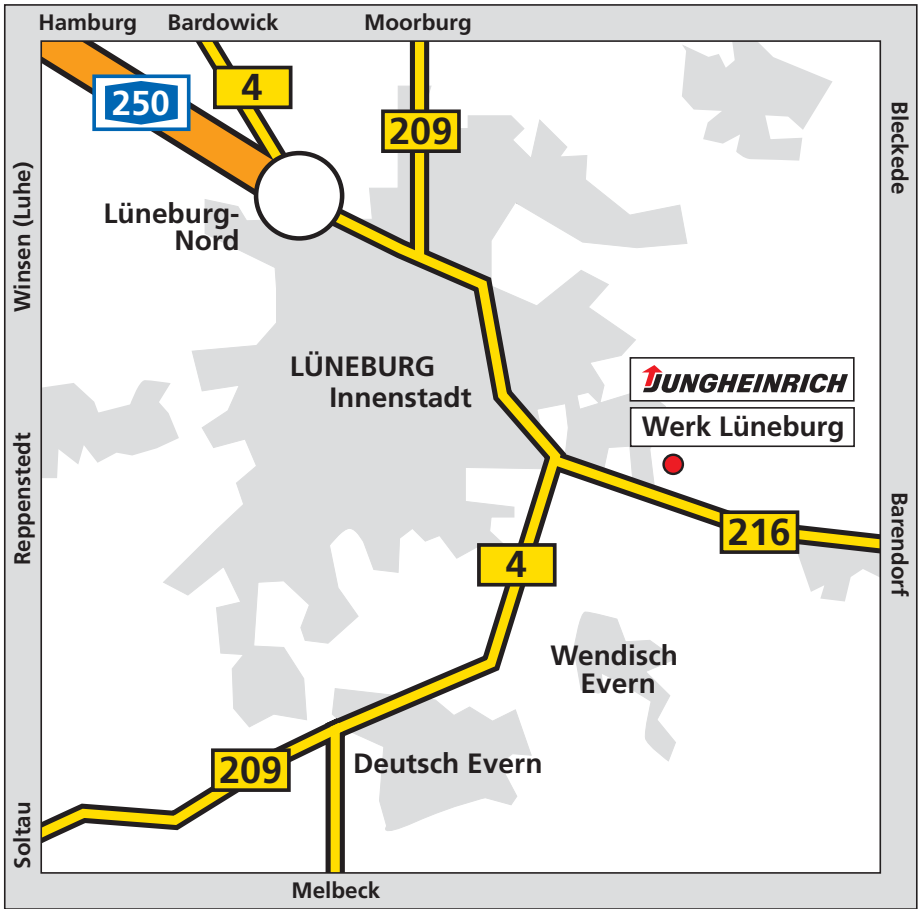 Hamburg
Bardowick
Moorburg
250
4
209
Bleckede
Winsen (Luhe)
Lüneburg-
Nord
LÜNEBURG
Innenstadt
JUNGHEINRICH
Werk Lüneburg
Reppenstedt
216
Barendorf
4
Wendisch
Evern
209
Deutsch Evern
Soltau
Melbeck